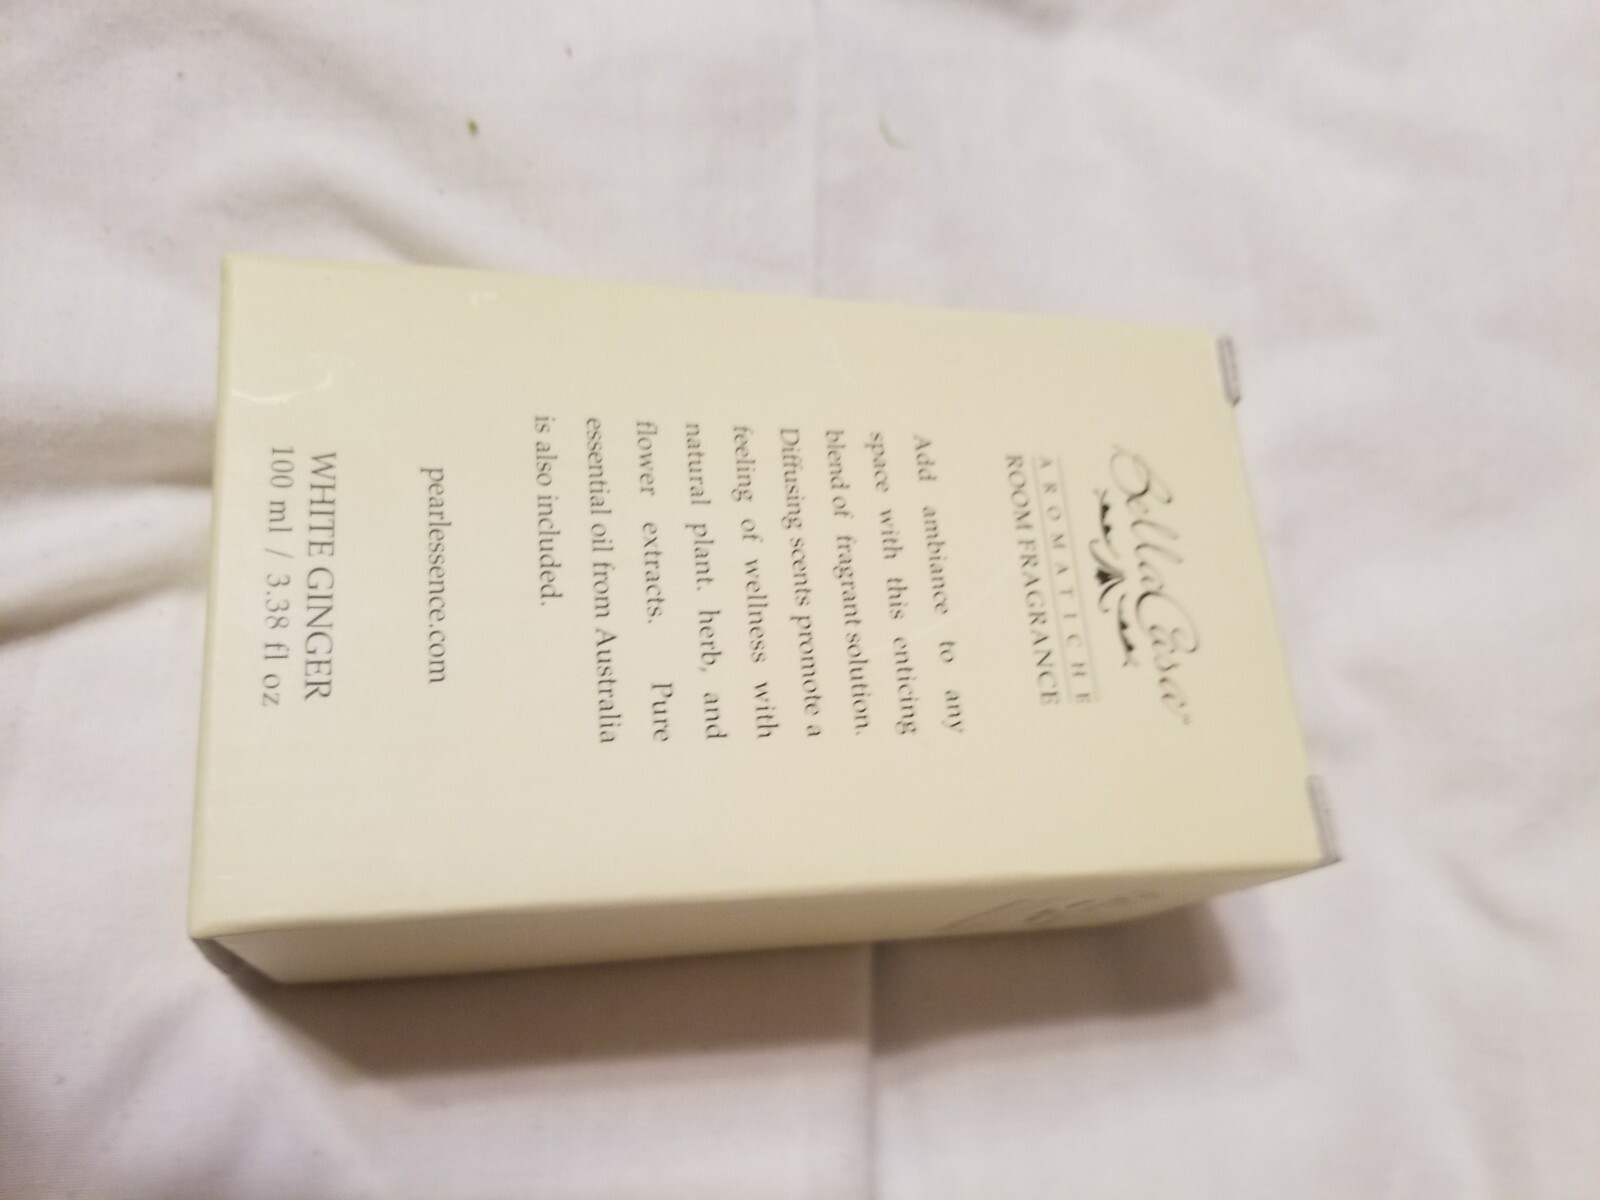 BellaCasa
AROMATICHE
ROOM FRAGRANCE
Add ambiance to any
space with this enticing
blend of fragrant solution.
Diffusing scents promote a
feeling of wellness with
natural plant, herb, and
flower extracts. Pure
essential oil from Australia
is also included.
pearlessence.com
WHITE GINGER
100 ml / 3.38 fl oz